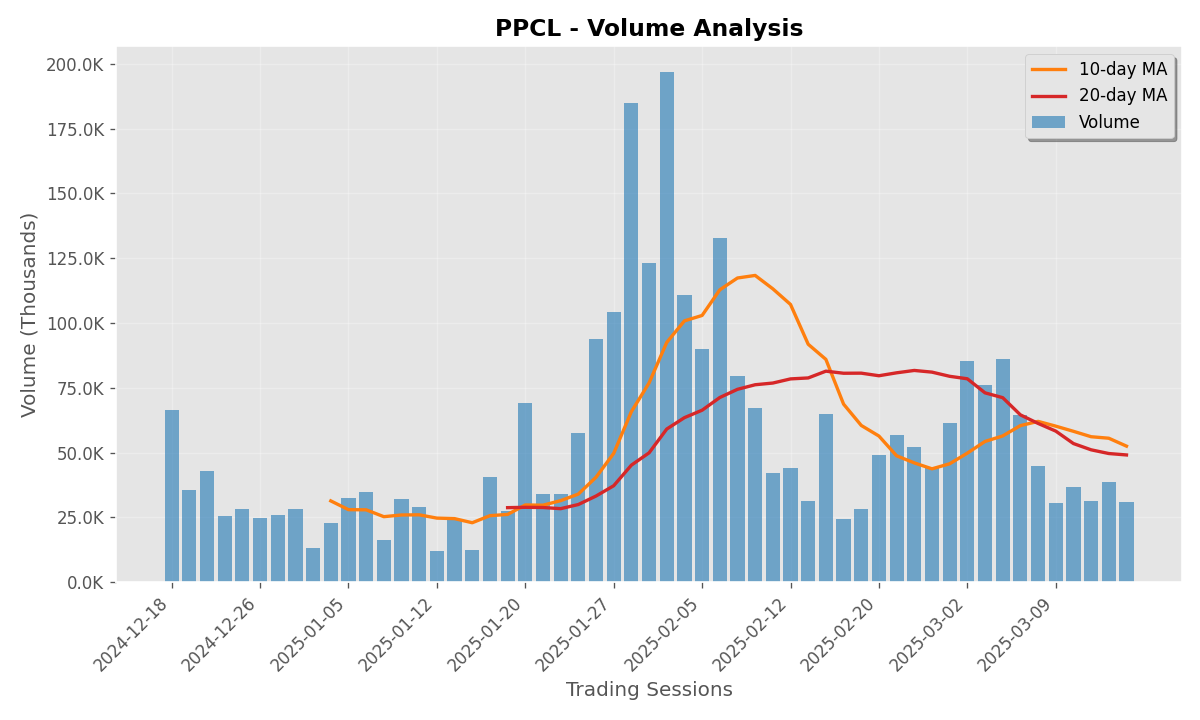 PPCL - Volume Analysis
200.0K
175.0K
150.0K
125.0K
100.0K
75.0K
50.0K
25.0K
0.0K
Volume (Thousands)
10-day MA
20-day MA
Volume
2024-12-18
2024-12-26
2025-01-05
2025-01-12
2025-01-20
2025-01-27
2025-02-05
2025-02-12
2025-02-20
2025-03-02
2025-03-09
Trading Sessions